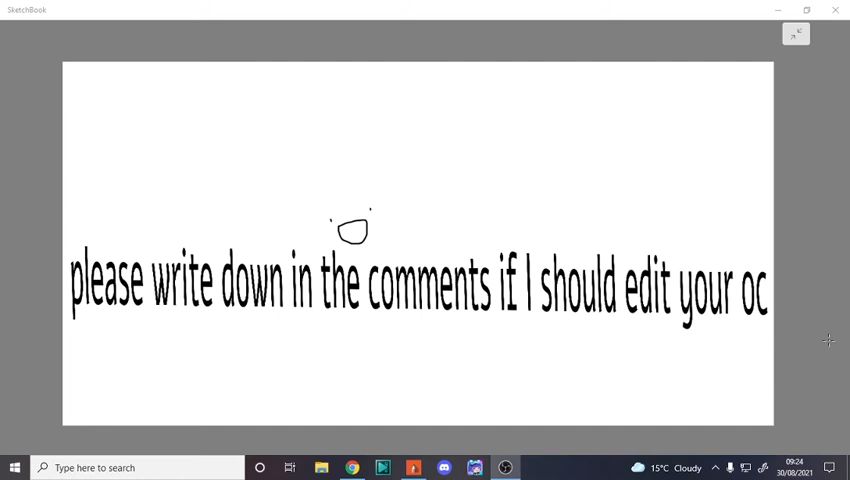 SketchBook
please write down in the comments if I should edit your oc
Type here to search
15°C Cloudy
09:24
30/08/2021